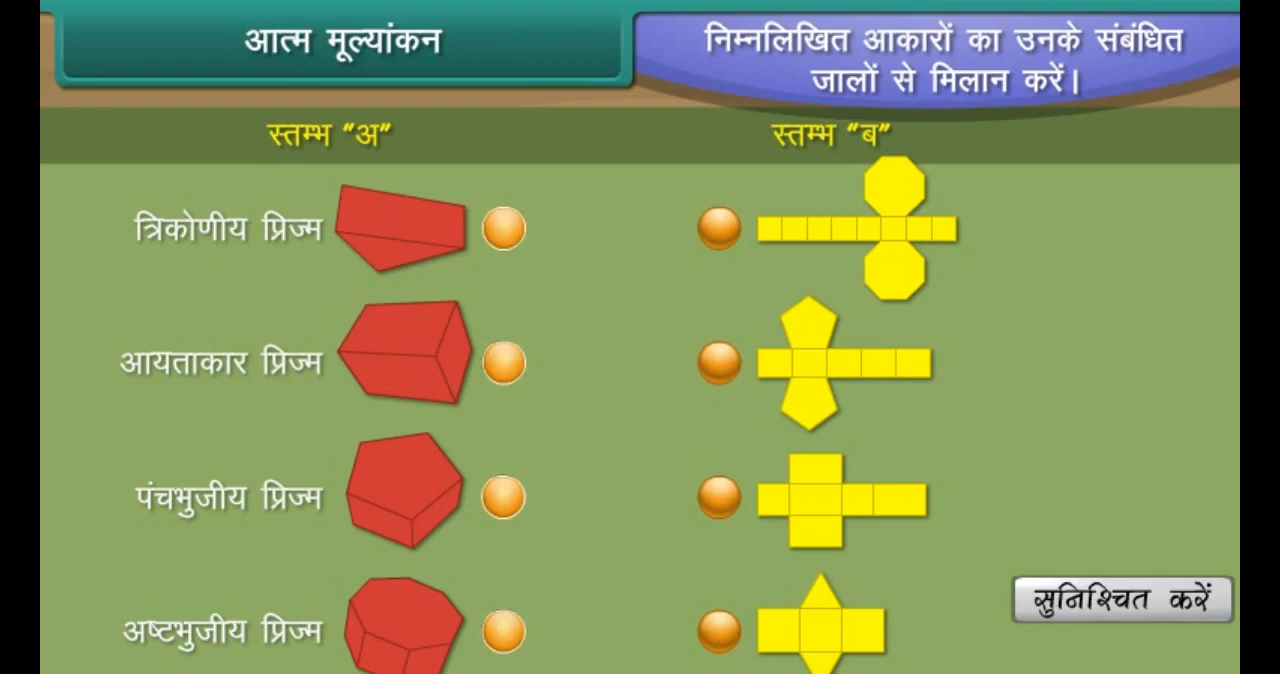 आत्म मूल्यांकन
निम्नलिखित आकारों का उनके संबंधित
जालों से मिलान करें।
स्तम्भ "अ"
स्तम्भ "ब"
त्रिकोणीय प्रिज्म
आयताकार प्रिज्म
पंचभुजीय प्रिज्म
सुनिश्चित करें
अष्टभुजीय प्रिज्म